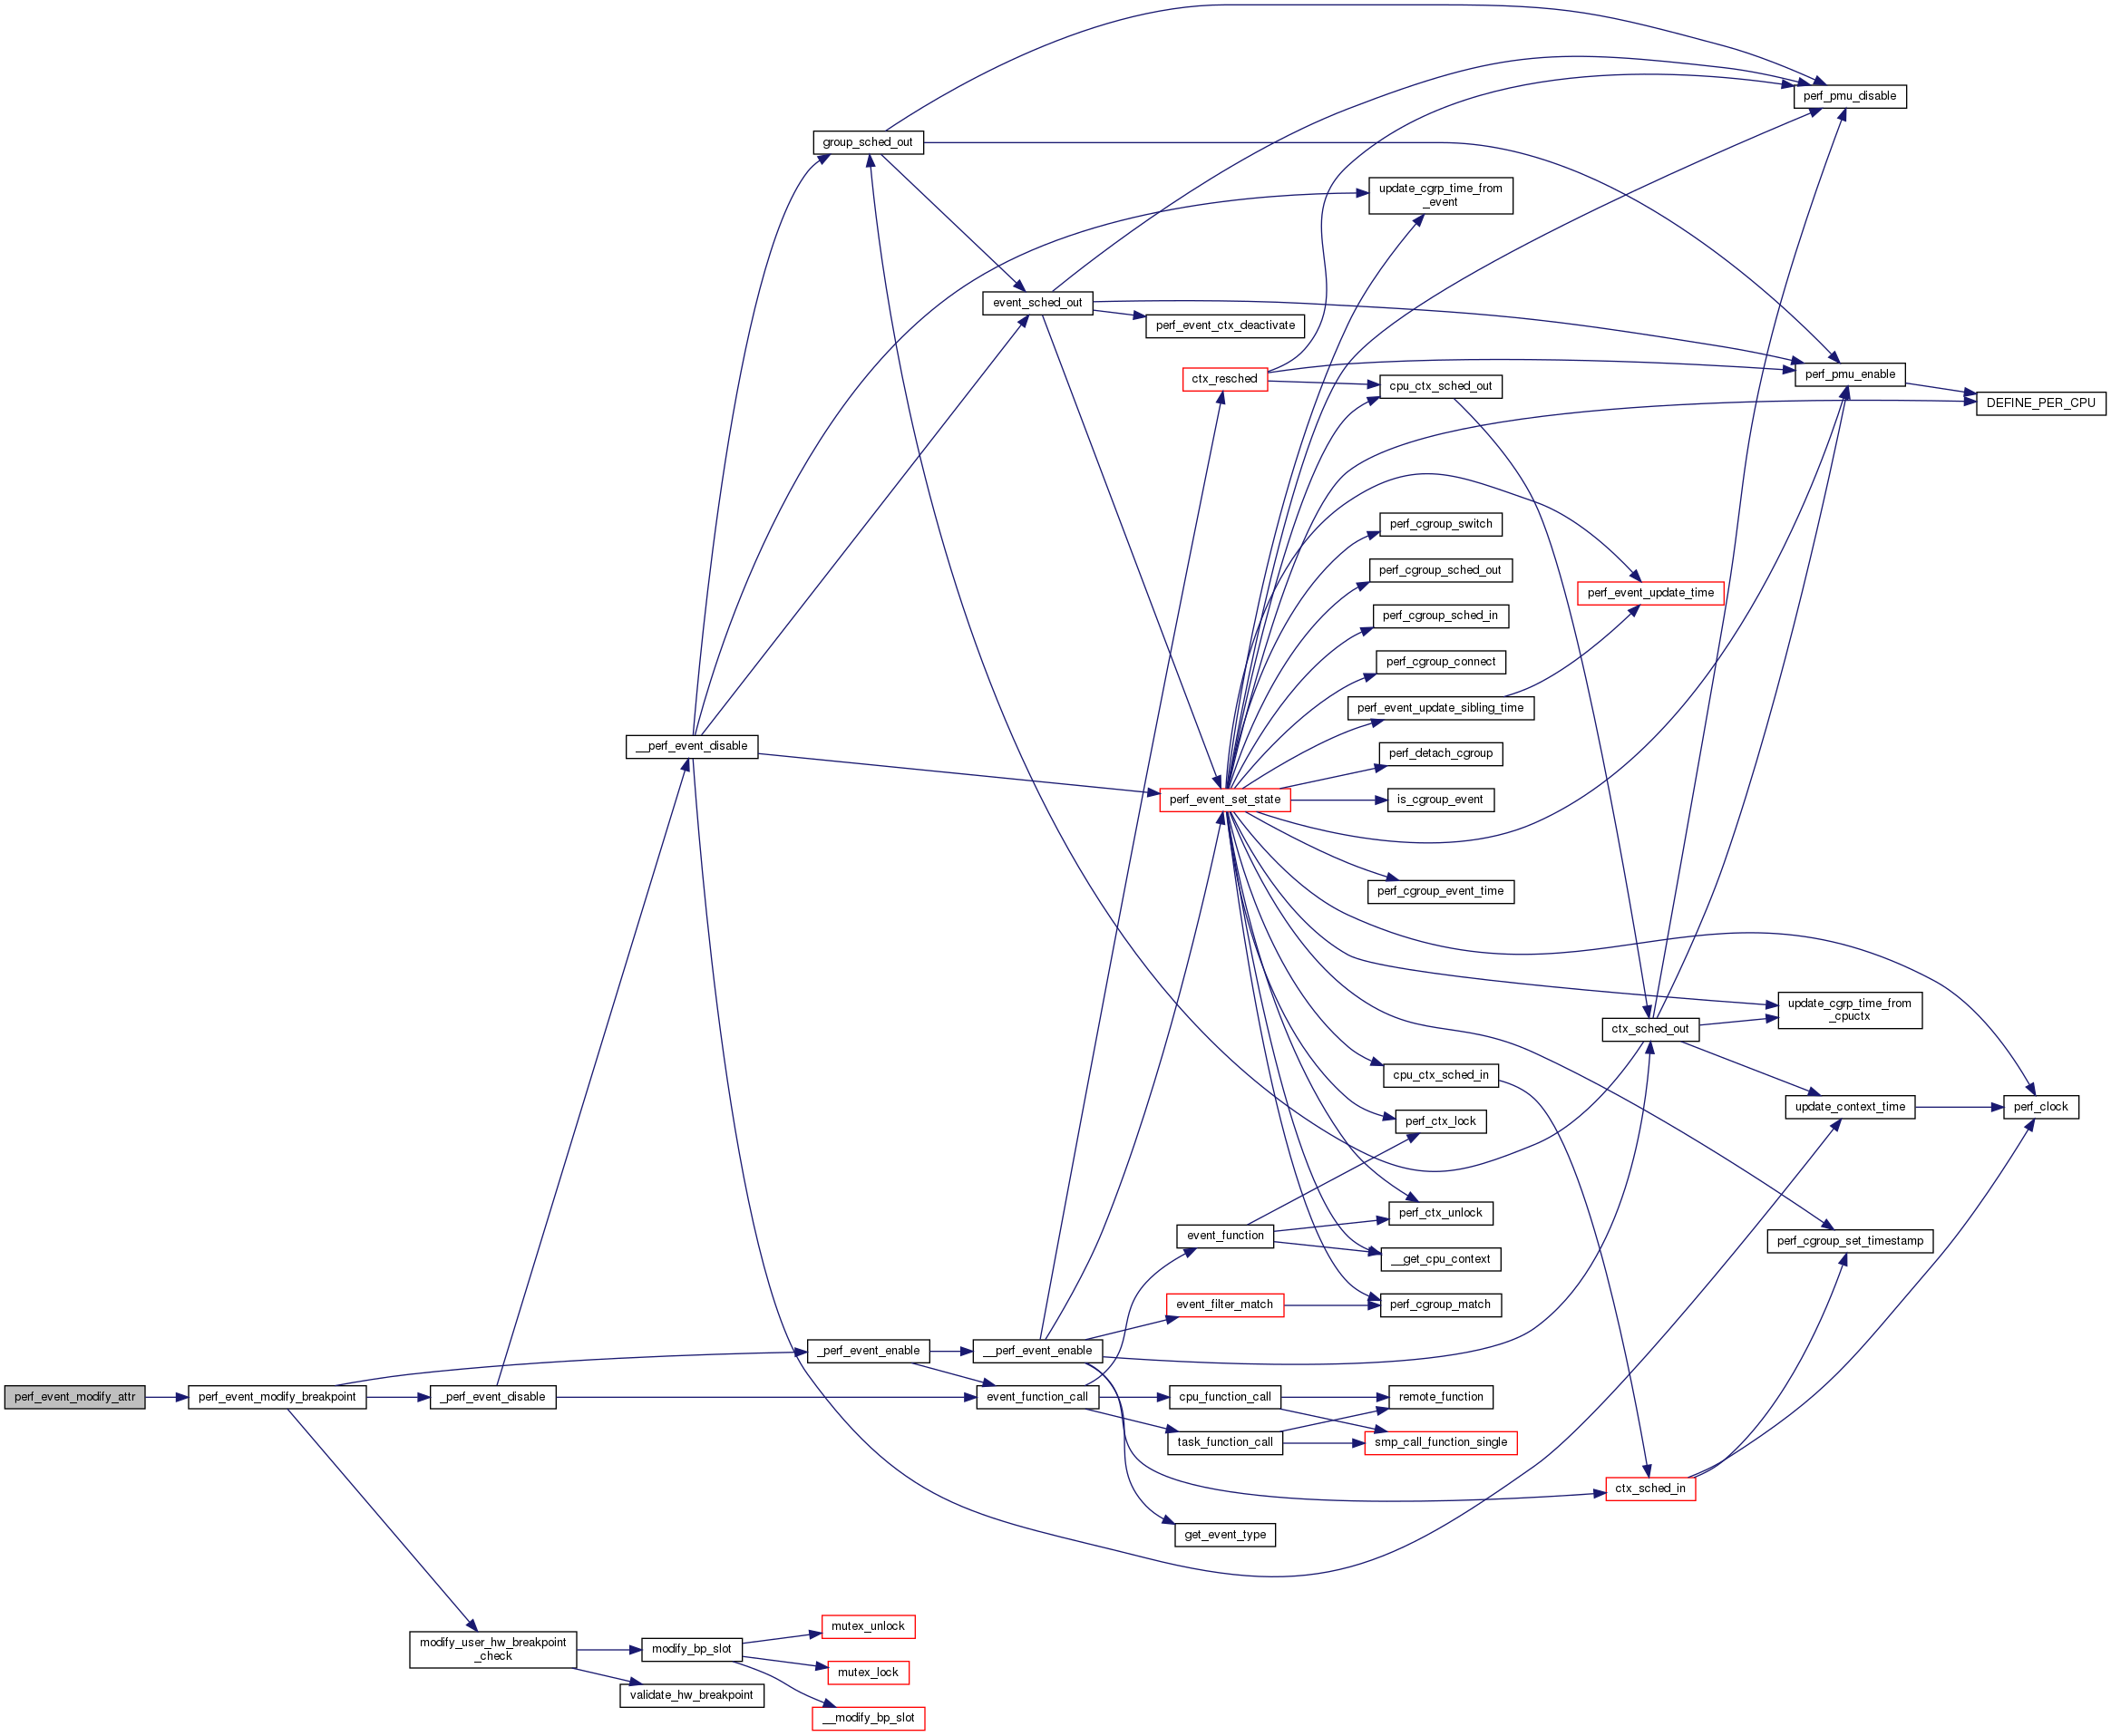 perf_pmu_disable
group_sched_out
update_cgrp_time_from
_event
event_sched_out
perf_event_ctx_deactivate
ctx_resched
cpu_ctx_sched_out
perf_pmu_enable
DEFINE_PER_CPU
perf_cgroup_switch
perf_cgroup_sched_out
perf_event_update_time
perf_cgroup_sched_in
perf_cgroup_connect
perf_event_update_sibling_time
__perf_event_disable
perf_detach_cgroup
perf_event_set_state
is_cgroup_event
perf_cgroup_event_time
update_cgrp_time_from
_cpuctx
ctx_sched_out
cpu_ctx_sched_in
update_context_time
perf_clock
perf_ctx_lock
perf_ctx_unlock
event_function
perf_cgroup_set_timestamp
__get_cpu_context
event_filter_match
perf_cgroup_match
_perf_event_enable
__perf_event_enable
perf_event_modify_attr
perf_event_modify_breakpoint
_perf_event_disable
event_function_call
cpu_function_call
remote_function
task_function_call
smp_call_function_single
ctx_sched_in
get_event_type
mutex_unlock
modify_user_hw_breakpoint
_check
modify_bp_slot
mutex_lock
validate_hw_breakpoint
__modify_bp_slot